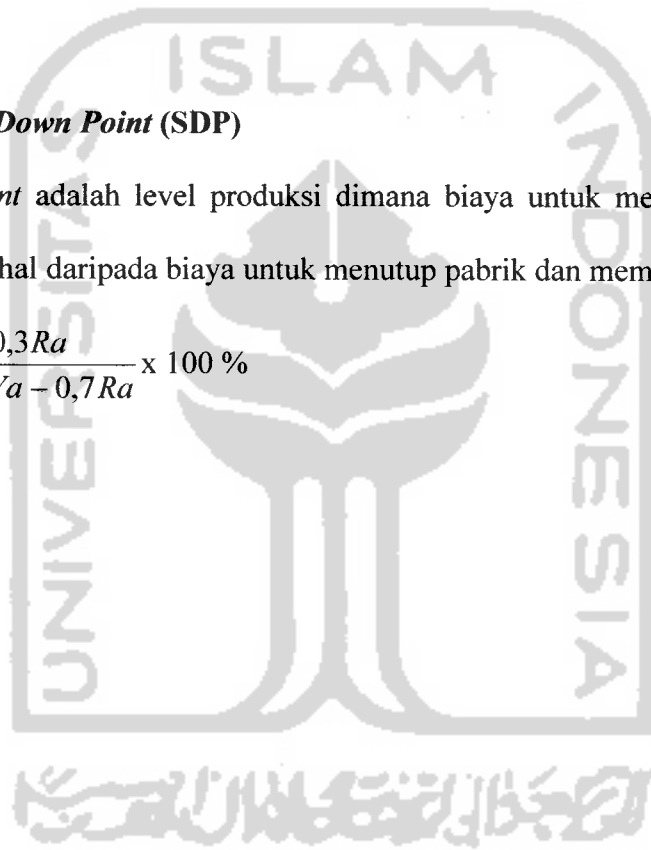 ISLAM
UNIVERSITAS
INDONESIA
Down Point (SDP)
nt adalah level produksi dimana biaya untuk me
hal daripada biaya untuk menutup pabrik dan mem
0,3Ra
a – 0,7Ra x 100 %